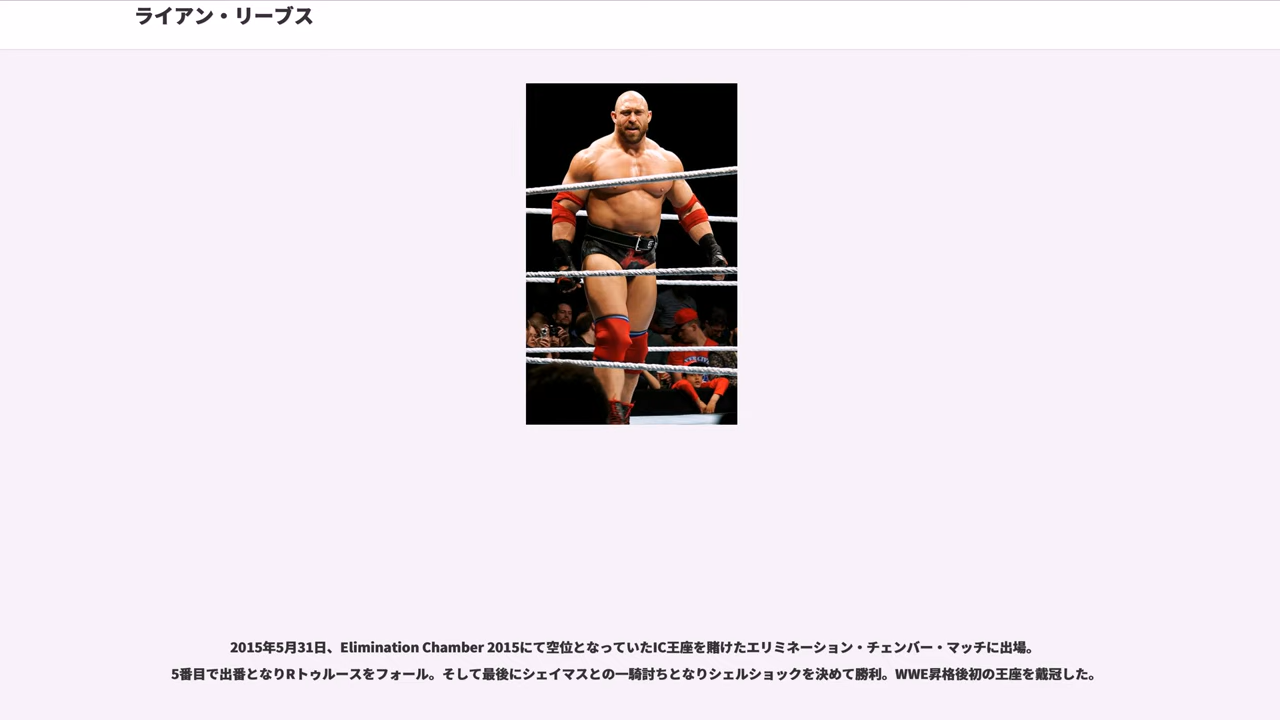 ライアン・リーブス
2015年5月31日、Elimination Chamber 2015にて空位となっていたIC王座を賭けたエリミネーション・チェンバー・マッチに出場。
5番目で出番となりRトゥルースをフォール。そして最後にシェイマスとの一騎討ちとなりシェルショックを決めて勝利。WWE昇格後初の王座を戴冠した。